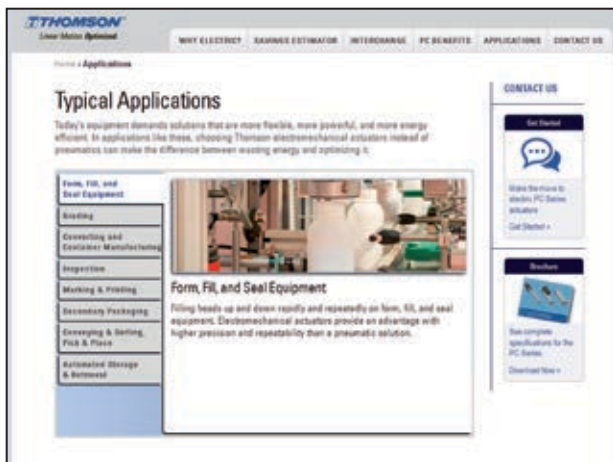 THOMSON
Linear Motion Optimized
WHY ELECTRIC? SAVINGS ESTIMATOR INTERCHANGE PC BENEFITS APPLICATIONS CONTACT US
Home » Applications
Typical Applications
Today's equipment demands solutions that are more flexible, more powerful, and more energy
efficient. In applications like these, choosing Thomson electromechanical actuators instead of
pneumatics can make the difference between wasting energy and optimizing it.
Form, Fill, and
Seal Equipment
Converting and
Container Manufacturing
Inspection
Marking & Printing
Secondary Packaging
Conveying & Sorting,
Pick & Place
Automated Storage
& Retrieval
Form, Fill, and Seal Equipment
Filling heads up and down rapidly and repeatedly on form, fill, and seal
equipment. Electromechanical actuators provide an advantage with
higher precision and repeatability than a pneumatic solution.
CONTACT US
Get Started
Make the move to
electric PC Series
actuators
Get Started »
Brochure
See complete
specifications for the
PC Series.
Download Now »